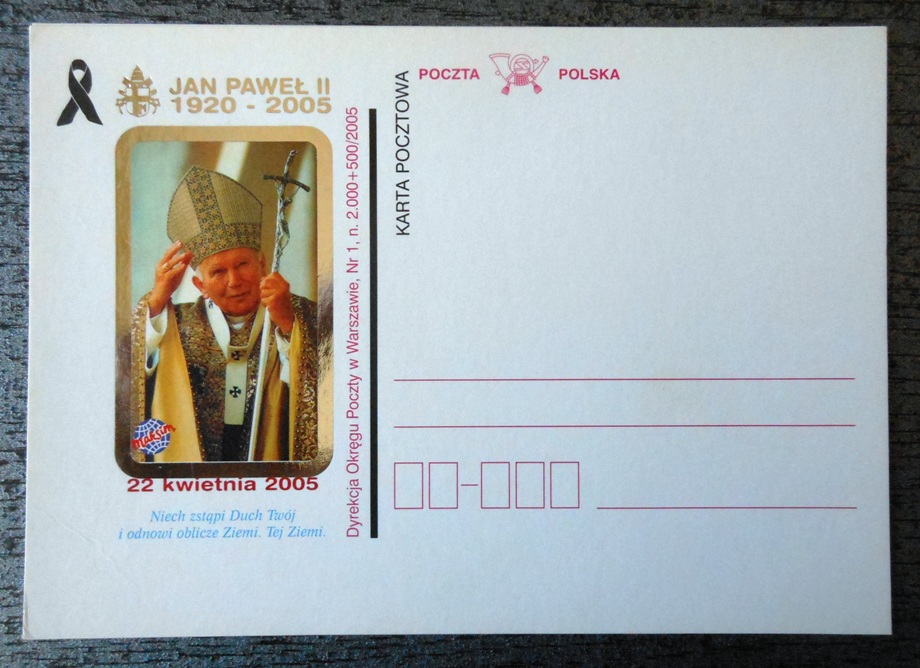 JAN PAWEŁ II
1920 - 2005
maksim
22 kwietnia 2005
Niech zstąpi Duch Twój
i odnowi oblicze Ziemi. Tej Ziemi.
Dyrekcja Okręgu Poczty w Warszawie, Nr 1, n. 2.000+500/2005
KARTA POCZTOWA
POCZTA POLSKA